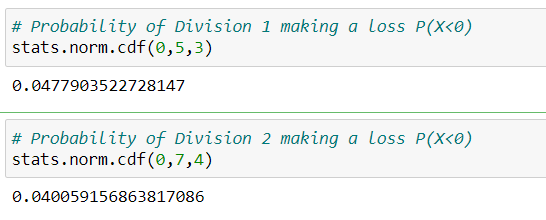 # Probability of Division 1 making a loss P(X<0)
stats.norm.cdf(0,5,3)
0.0477903522728147
# Probability of Division 2 making a loss P(X<0)
stats.norm.cdf(0,7,4)
0.040059156863817086